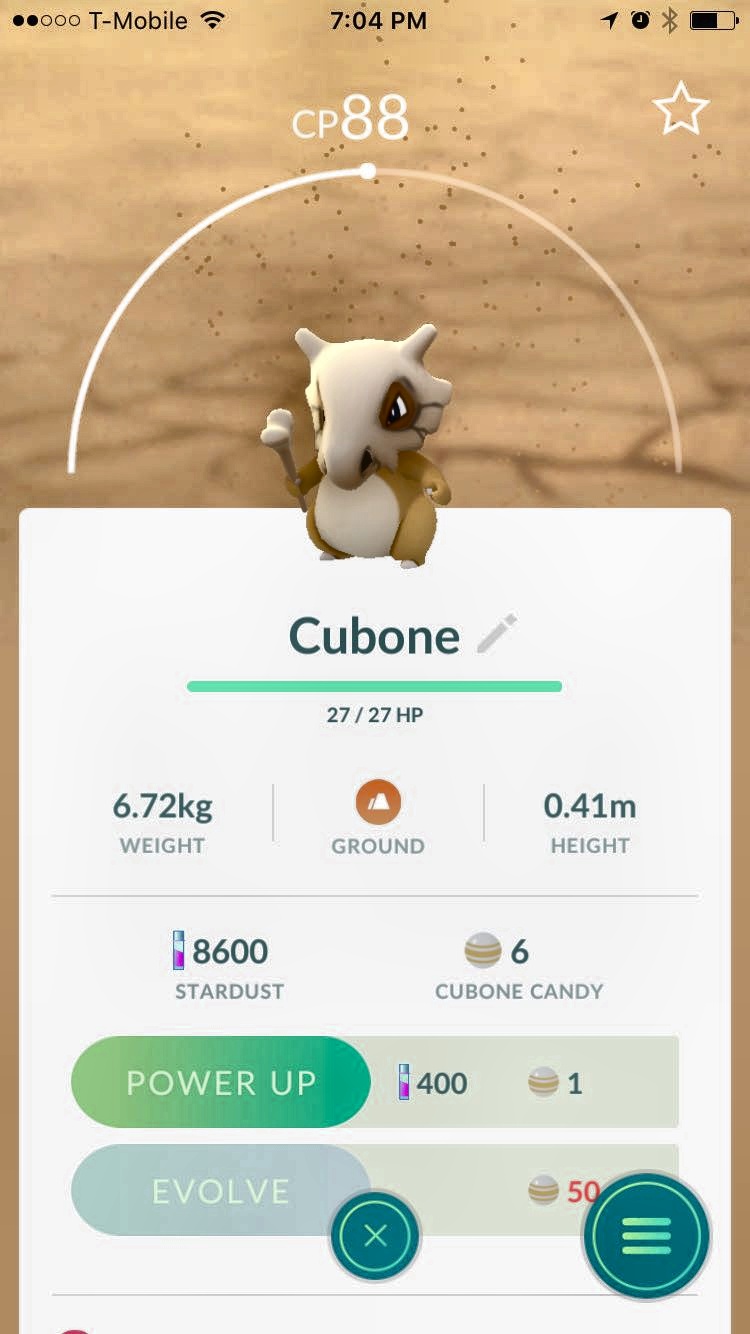 T-Mobile 7:04 PM
CP88
Cubone
27 / 27 HP
6.72kg 0.41m
WEIGHT GROUND HEIGHT
8600 6
STARDUST CUBONE CANDY
POWER UP 400 1
EVOLVE 50